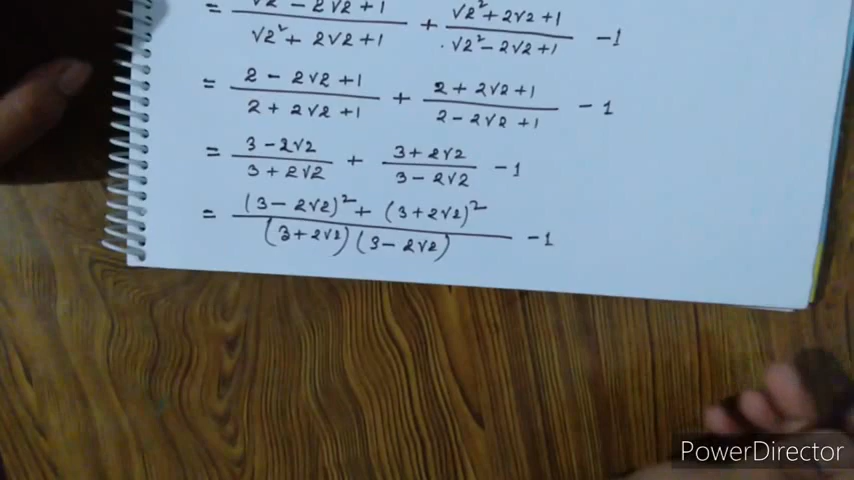 = √2² - 2√2 + 1 / √2² + 2√2 + 1 + √2² + 2√2 + 1 / √2² - 2√2 + 1 - 1
= 2 - 2√2 + 1 / 2 + 2√2 + 1 + 2 + 2√2 + 1 / 2 - 2√2 + 1 - 1
= 3 - 2√2 / 3 + 2√2 + 3 + 2√2 / 3 - 2√2 - 1
= (3 - 2√2)² + (3 + 2√2)² / (3 + 2√2) (3 - 2√2) - 1
PowerDirector